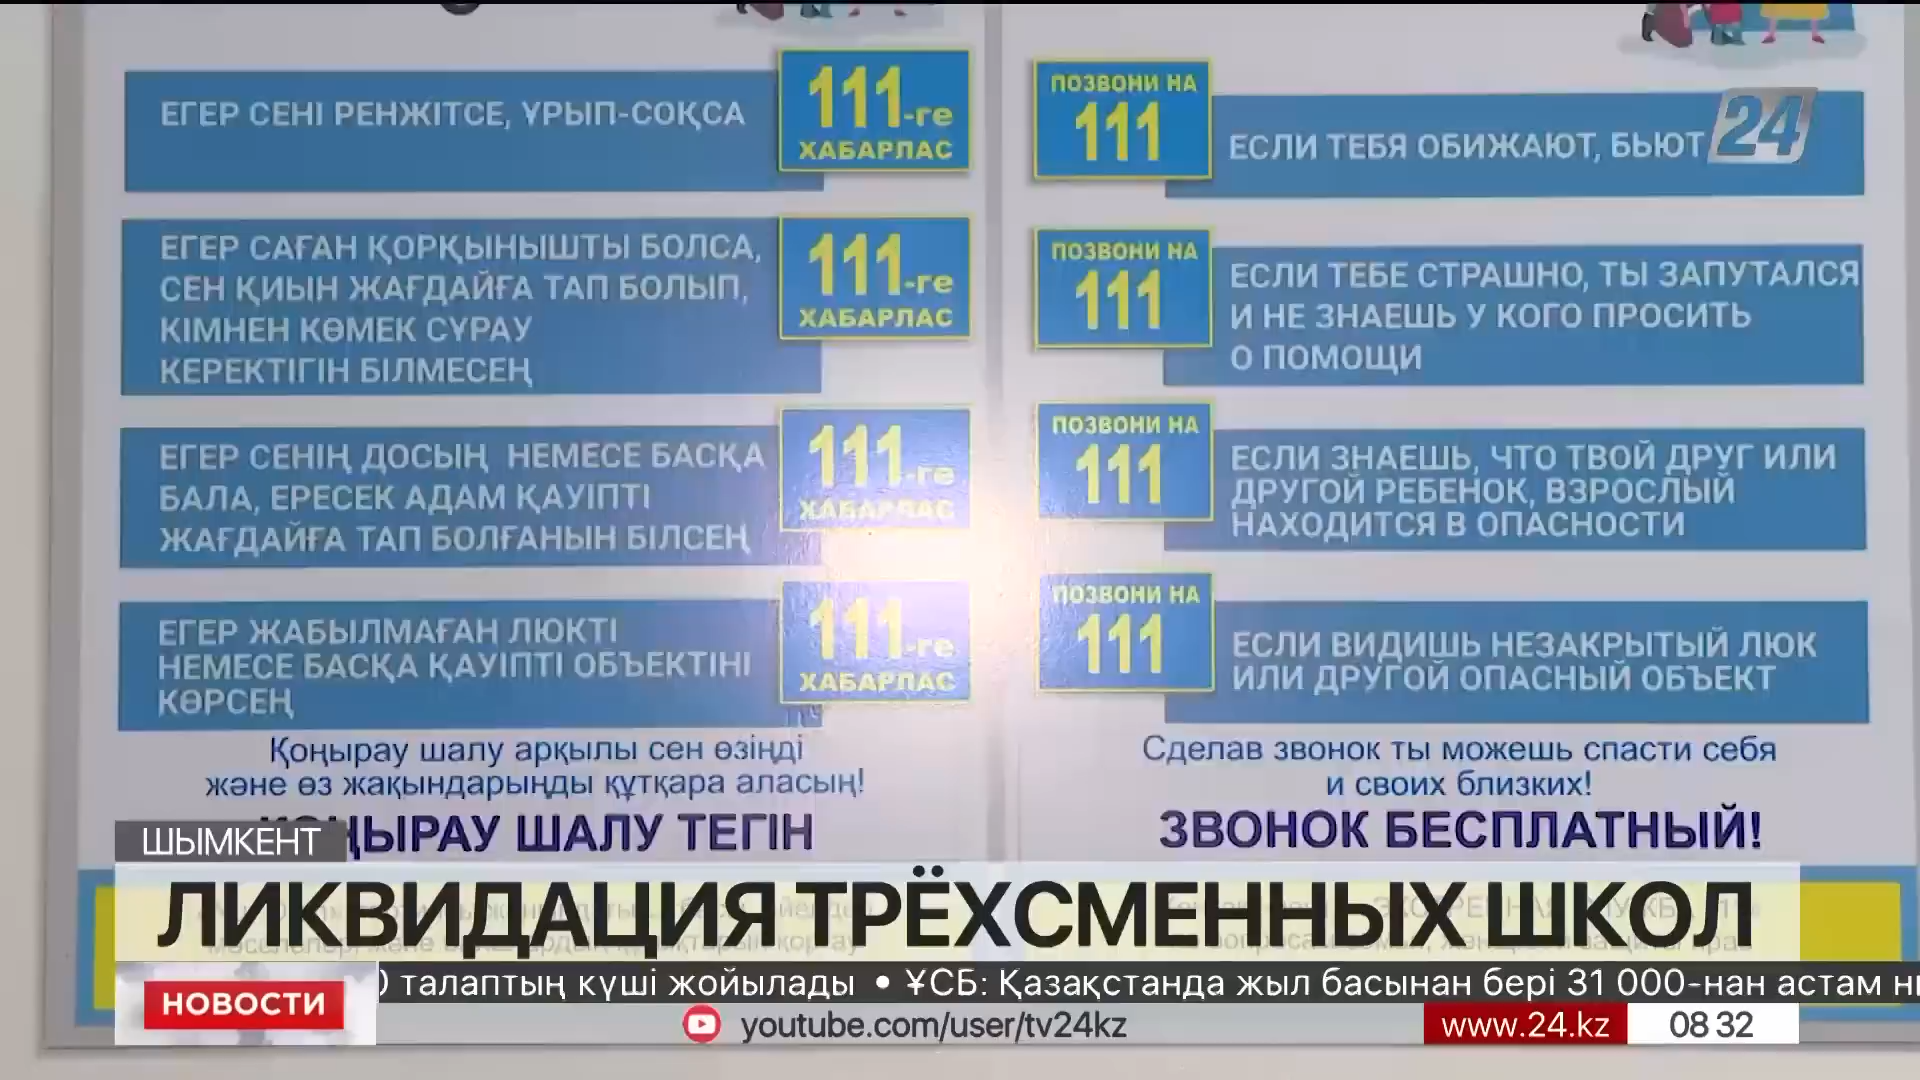 ЕГЕР СЕНІ РЕНЖІТСЕ, ҰРЫП-СОҚСА
111-ге
ХАБАРЛАС
ЕГЕР САҒАН ҚОРҚЫНЫШТЫ БОЛСА,
СЕН ҚИЫН ЖАҒДАЙҒА ТАП БОЛЫП,
КІМНЕН КӨМЕК СҰРАУ
КЕРЕКТІГІН БІЛМЕСЕҢ
111-ге
ХАБАРЛАС
ЕГЕР СЕНІҢ ДОСЫҢ НЕМЕСЕ БАСҚА
БАЛА, ЕРЕСЕК АДАМ ҚАУІПТІ
ЖАҒДАЙҒА ТАП БОЛҒАНЫН БІЛСЕҢ
111-ге
ХАБАРЛАС
ЕГЕР ЖАБЫЛМАҒАН ЛЮКТІ
НЕМЕСЕ БАСҚА ҚАУІПТІ ОБЪЕКТІНІ
КӨРСЕҢ
111-ге
ХАБАРЛАС
Қоңырау шалу арқылы сен өзіңді
және өз жақындарыңды құтқара аласың!
ҚОҢЫРАУ ШАЛУ ТЕГІН
ПОЗВОНИ НА
111
ЕСЛИ ТЕБЯ ОБИЖАЮТ, БЬЮТ
24
ПОЗВОНИ НА
111
ЕСЛИ ТЕБЕ СТРАШНО, ТЫ ЗАПУТАЛСЯ
И НЕ ЗНАЕШЬ У КОГО ПРОСИТЬ
О ПОМОЩИ
ПОЗВОНИ НА
111
ЕСЛИ ЗНАЕШЬ, ЧТО ТВОЙ ДРУГ ИЛИ
ДРУГОЙ РЕБЕНОК, ВЗРОСЛЫЙ
НАХОДИТСЯ В ОПАСНОСТИ
ПОЗВОНИ НА
111
ЕСЛИ ВИДИШЬ НЕЗАКРЫТЫЙ ЛЮК
ИЛИ ДРУГОЙ ОПАСНЫЙ ОБЪЕКТ
Сделав звонок ты можешь спасти себя
и своих близких!
ЗВОНОК БЕСПЛАТНЫЙ!
ШЫМКЕНТ
ЛИКВИДАЦИЯ ТРЁХСМЕННЫХ ШКОЛ
талаптың күші жойылады • ҰСБ: Қазақстанда жыл басынан бері 31 000-нан астам
НОВОСТИ
youtube.com/user/tv24kz
www.24.kz
08 32